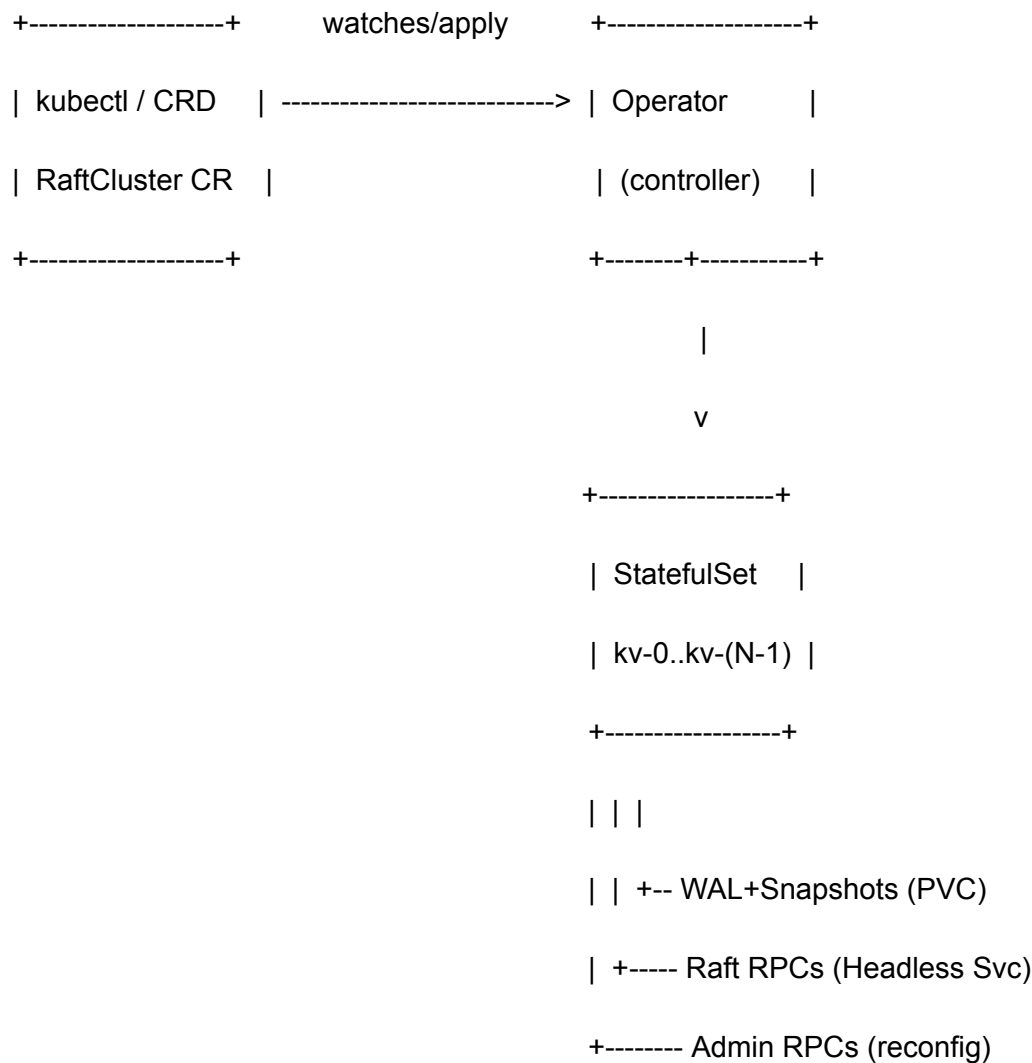 +-------------------+ watches/apply +-------------------+
| kubectl / CRD | ----------------------------> | Operator |
| RaftCluster CR | | (controller) |
+-------------------+ +--------+-----------+
|
v
+------------------+
| StatefulSet |
| kv-0..kv-(N-1) |
+------------------+
| | |
| | +-- WAL+Snapshots (PVC)
| +----- Raft RPCs (Headless Svc)
+-------- Admin RPCs (reconfig)